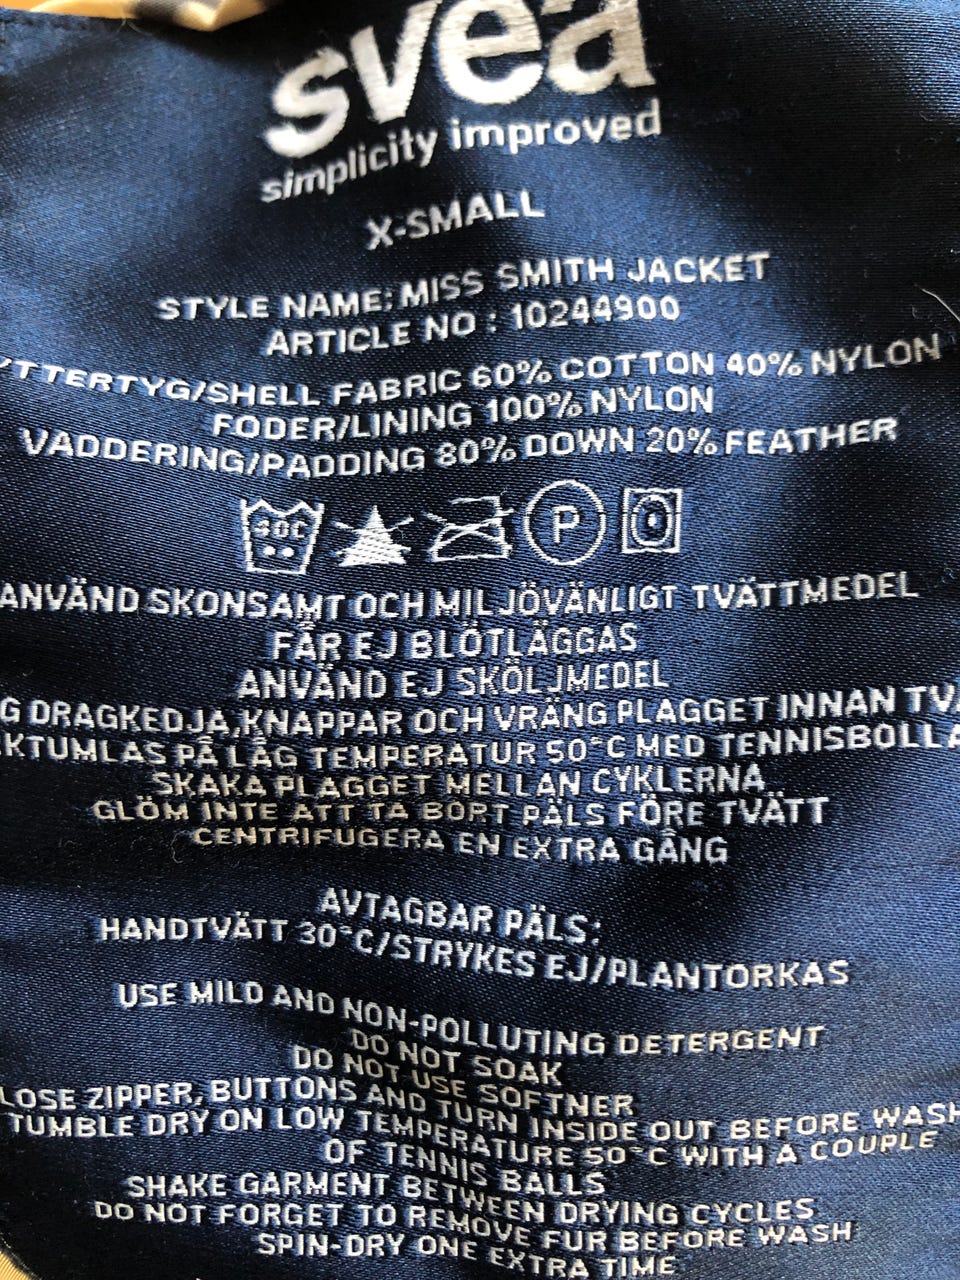 svea
simplicity improved
X-SMALL
STYLE NAME: MISS SMITH JACKET
ARTICLE NO : 10244900
YTTERTYG/SHELL FABRIC 60% COTTON 40% NYLON
FODER/LINING 100% NYLON
VADDERING/PADDING 80% DOWN 20% FEATHER
40C
P
ANVÄND SKONSAMT OCH MILJÖVÄNLIGT TVÄTTMEDEL
FÅR EJ BLÖTLÄGGAS
ANVÄND EJ SKÖLJMEDEL
G DRAGKEDJA, KNAPPAR OCH VRÄNG PLAGGET INNAN TV
KTUMLAS PÅ LÅG TEMPERATUR 50°C MED TENNISBOLLA
SKAKA PLAGGET MELLAN CYKLERNA
GLÖM INTE ATT TA BORT PÄLS FÖRE TVÄTT
CENTRIFUGERA EN EXTRA GÅNG
AVTAGBAR PÄLS:
HANDTVÄTT 30°C/STRYKES EJ/PLANTORKAS
USE MILD AND NON-POLLUTING DETERGENT
DO NOT SOAK
DO NOT USE SOFTNER
LOSE ZIPPER, BUTTONS AND TURN INSIDE OUT BEFORE WASH
TUMBLE DRY ON LOW TEMPERATURE 50°C WITH A COUPLE
OF TENNIS BALLS
SHAKE GARMENT BETWEEN DRYING CYCLES
DO NOT FORGET TO REMOVE FUR BEFORE WASH
SPIN-DRY ONE EXTRA TIME